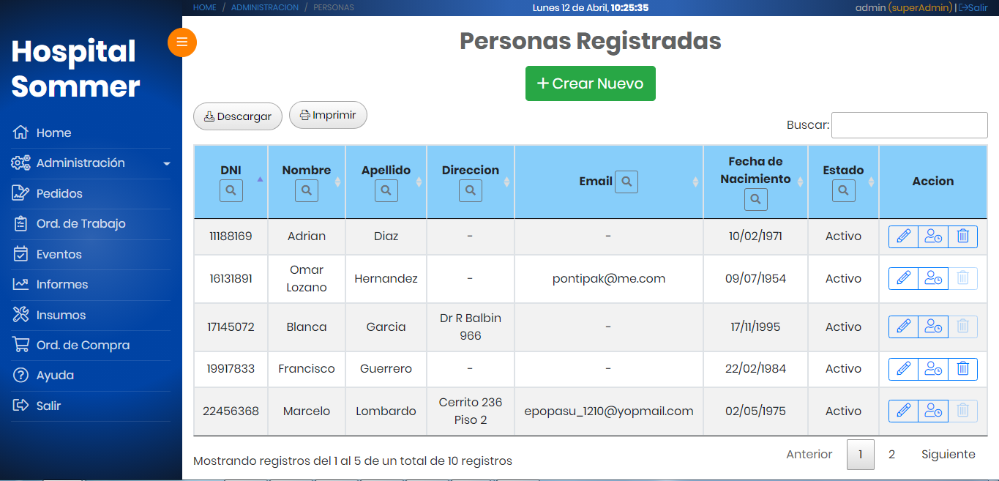 HOME / ADMINISTRACION / PERSONAS
Lunes 12 de Abril, 10:25:35
admin (superAdmin) | Salir
Hospital
Sommer
Home
Administración
Pedidos
Ord. de Trabajo
Eventos
Informes
Insumos
Ord. de Compra
Ayuda
Salir
Personas Registradas
+ Crear Nuevo
Descargar
Imprimir
Buscar:
DNI
Nombre
Apellido
Direccion
Email
Fecha de
Nacimiento
Estado
Accion
11188169 Adrian Diaz - - 10/02/1971 Activo
16131891 Omar
Lozano Hernandez - pontipak@me.com 09/07/1954 Activo
17145072 Blanca Garcia Dr R Balbin
966 - 17/11/1995 Activo
19917833 Francisco Guerrero - - 22/02/1984 Activo
22456368 Marcelo Lombardo Cerrito 236
Piso 2 epopasu_1210@yopmail.com 02/05/1975 Activo
Mostrando registros del 1 al 5 de un total de 10 registros
Anterior 1 2 Siguiente